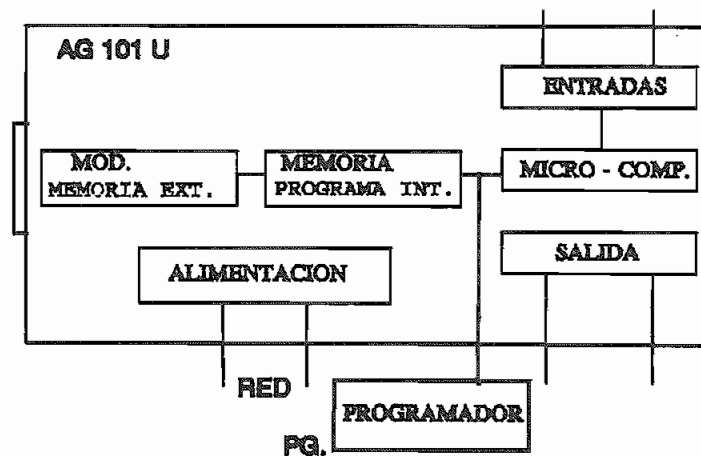 AG 101 U
ENTRADAS
MOD.
MEMORIA EXT.
MEMORIA
PROGRAMA INT.
MICRO - COMP.
SALIDA
ALIMENTACION
RED
PROGRAMADOR
PG.